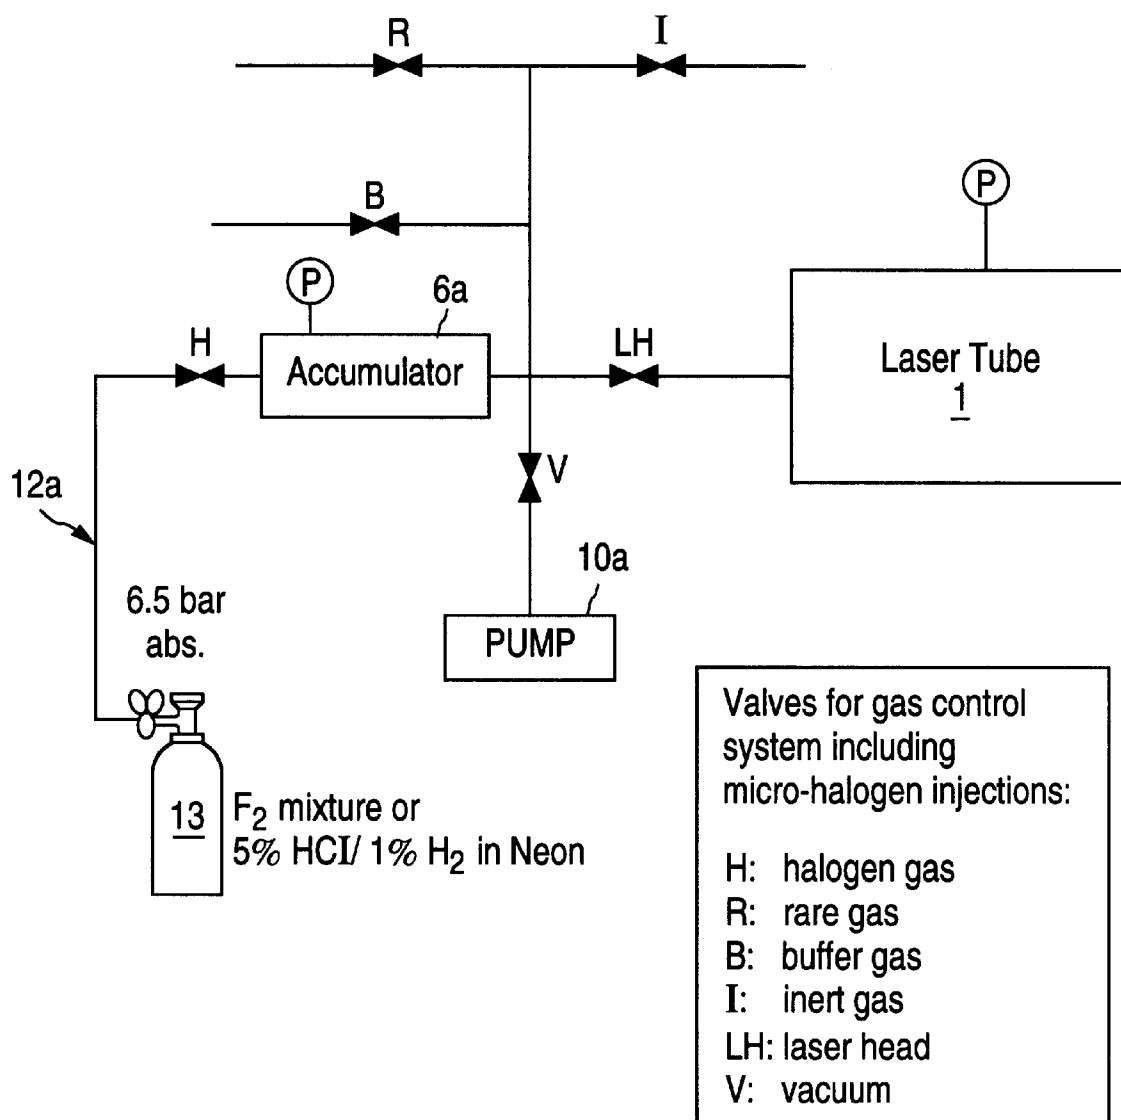 R
I
P
B
P
6a
H
Accumulator
LH
Laser Tube
1
V
12a
10a
6.5 bar
abs.
PUMP
13
F₂ mixture or
5% HCI/ 1% H₂ in Neon
Valves for gas control
system including
micro-halogen injections:
H: halogen gas
R: rare gas
B: buffer gas
I: inert gas
LH: laser head
V: vacuum